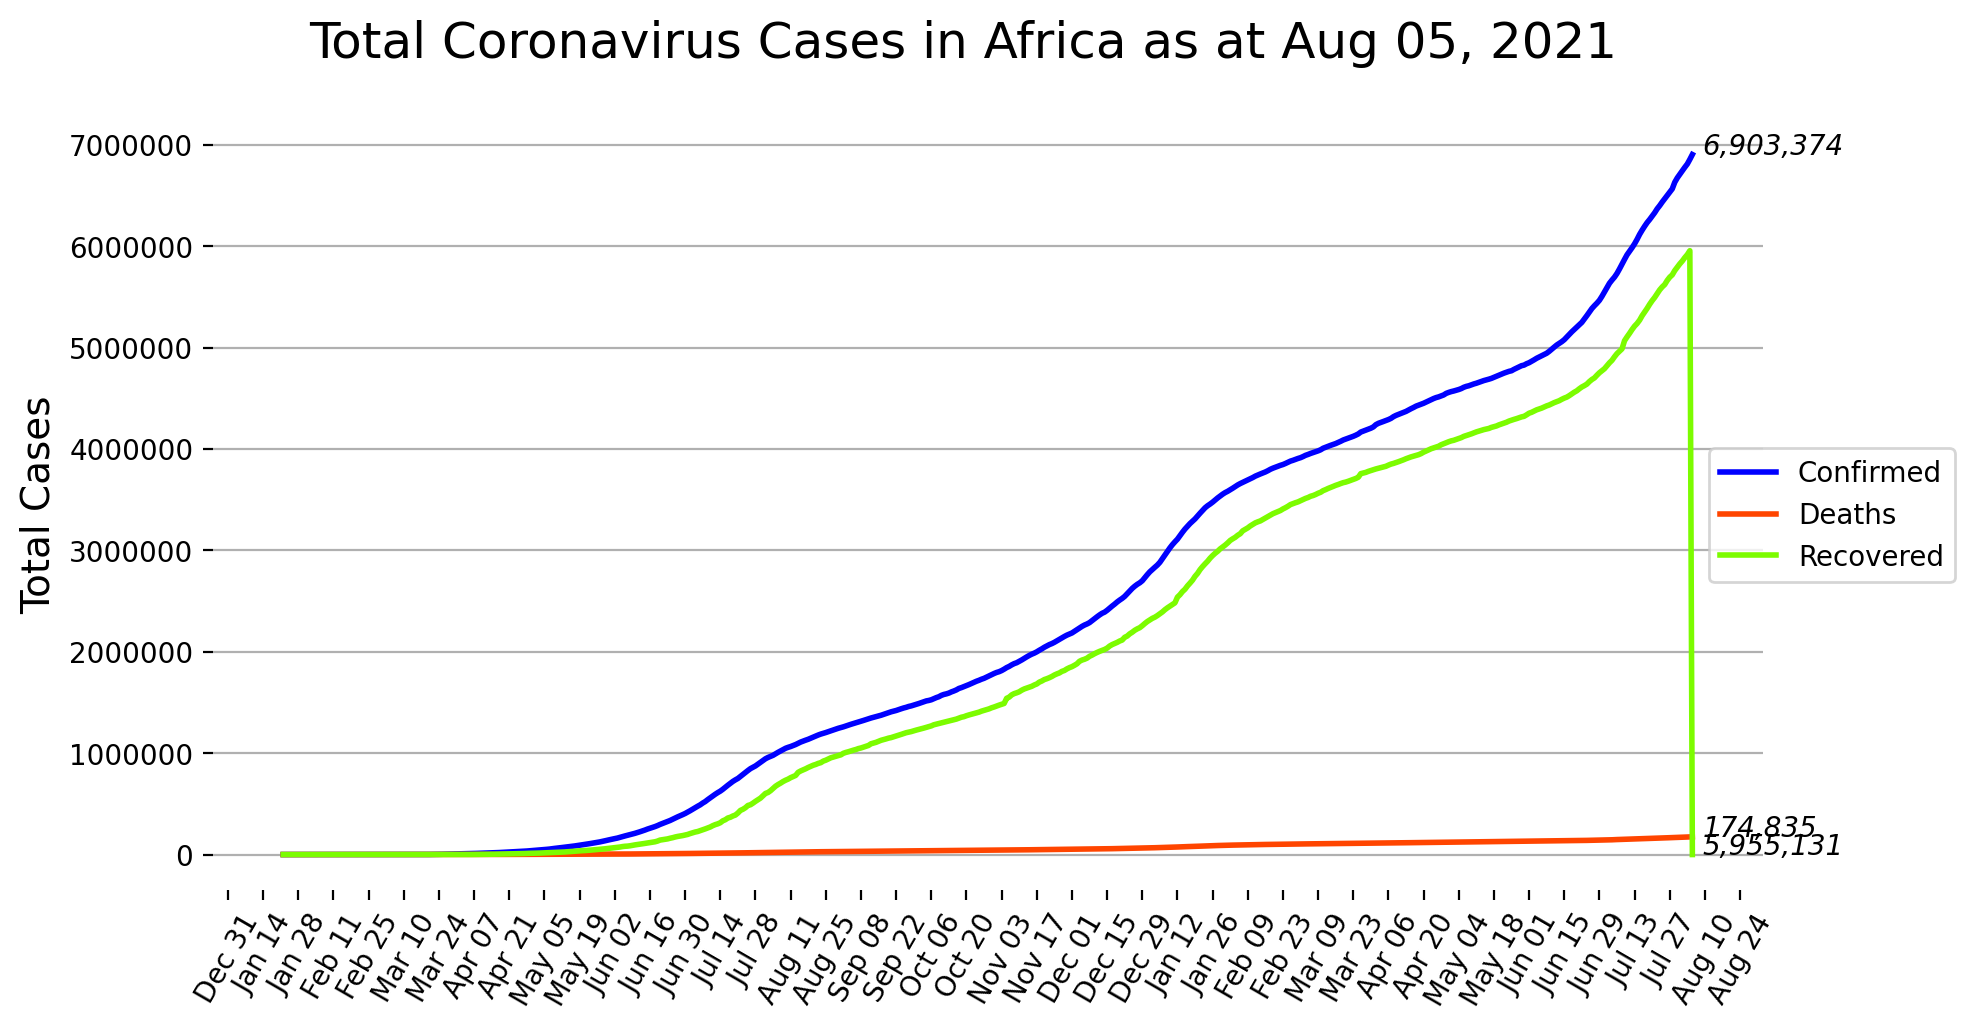 Total Coronavirus Cases in Africa as at Aug 05, 2021
Total Cases
7000000
6000000
5000000
4000000
3000000
2000000
1000000
0
6,903,374
174,835
5,955,131
Confirmed
Deaths
Recovered
Dec 31
Jan 14
Jan 28
Feb 11
Feb 25
Mar 10
Mar 24
Apr 07
Apr 21
May 05
May 19
Jun 02
Jun 16
Jun 30
Jul 14
Jul 28
Aug 11
Aug 25
Sep 08
Sep 22
Oct 06
Oct 20
Nov 03
Nov 17
Dec 01
Dec 15
Dec 29
Dec 12
Jan 26
Jan 26
Feb 09
Feb 23
Mar 09
Mar 23
Apr 06
Apr 20
May 04
May 18
Jun 01
Jun 15
Jun 29
Jul 13
Jul 27
Aug 10
Aug 24